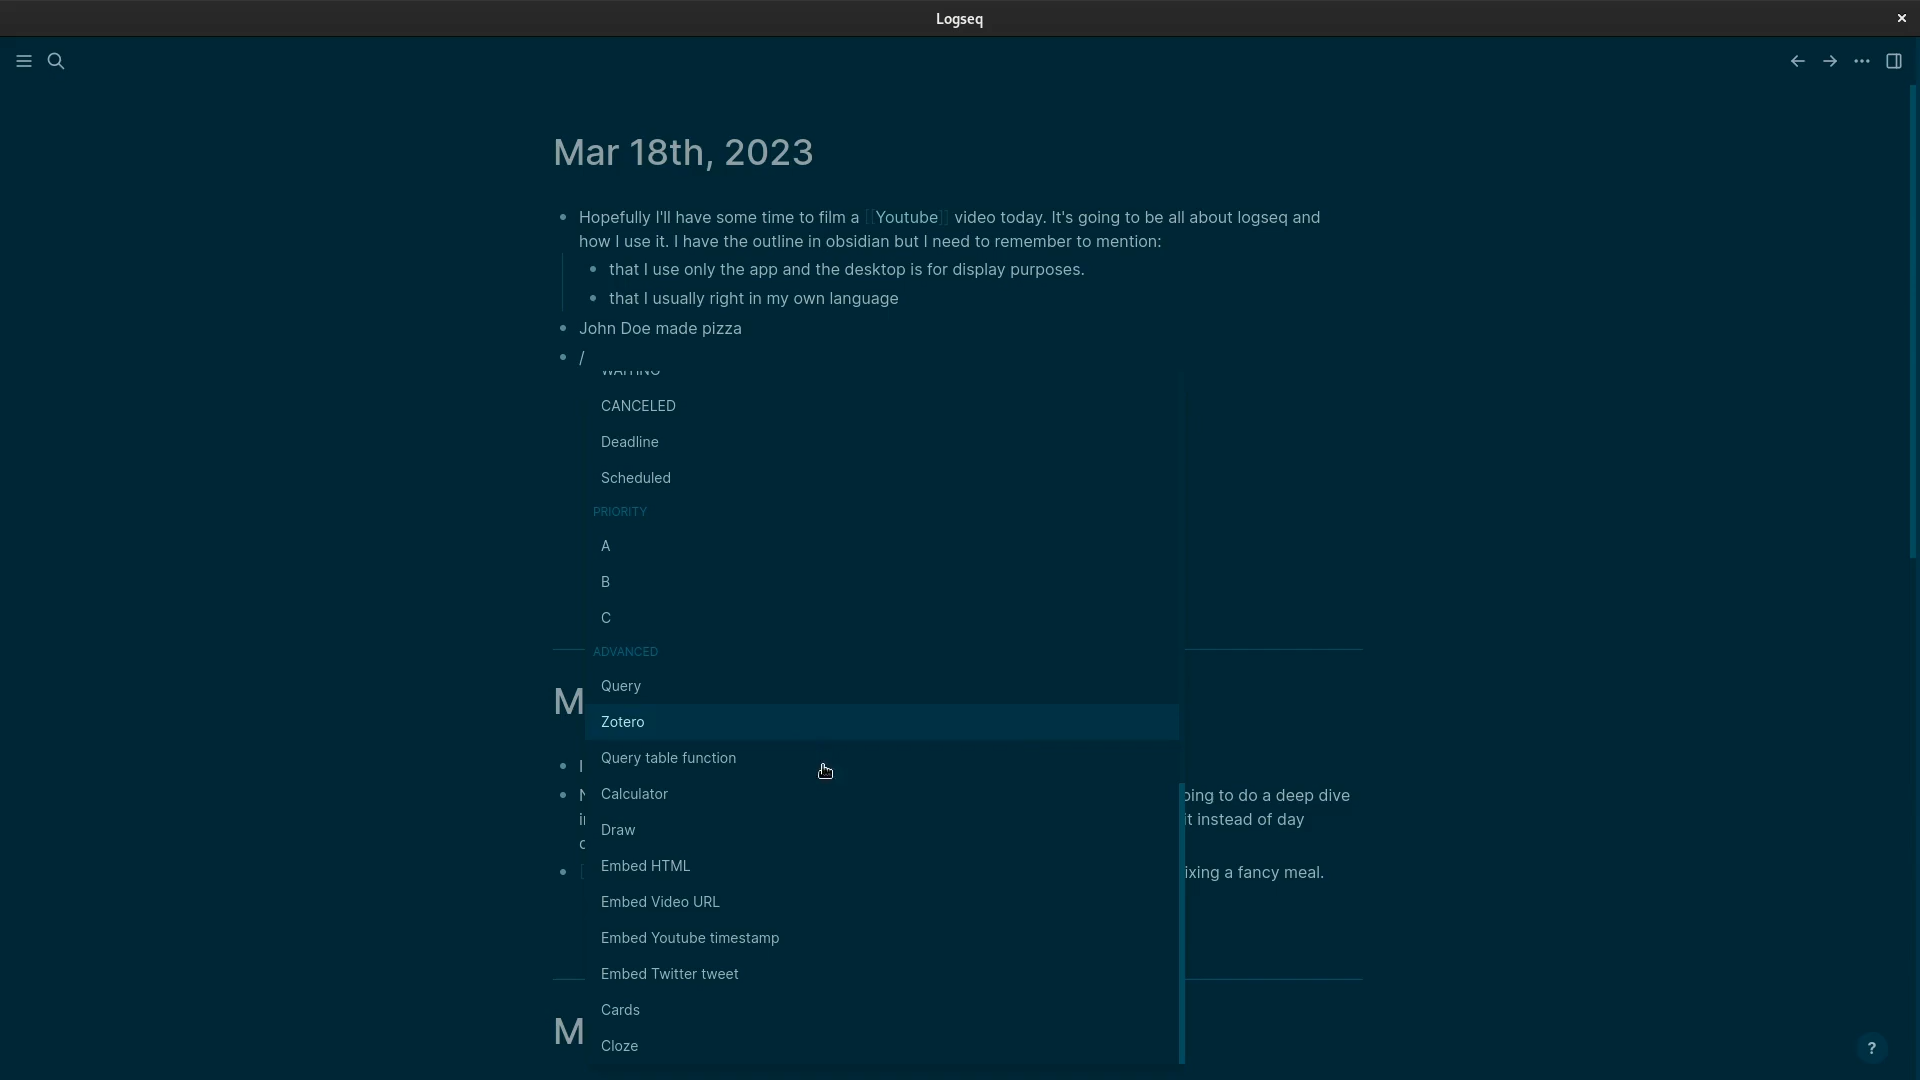 Logseq
Mar 18th, 2023
Hopefully I'll have some time to film a [[Youtube]] video today. It's going to be all about logseq and
how I use it. I have the outline in obsidian but I need to remember to mention:
that I use only the app and the desktop is for display purposes.
that I usually right in my own language
John Doe made pizza
/
WAITING
CANCELED
Deadline
Scheduled
PRIORITY
A
B
C
ADVANCED
Query
M
Zotero
Query table function
Calculator
oing to do a deep dive
it instead of day
Draw
Embed HTML
ixing a fancy meal.
Embed Video URL
Embed Youtube timestamp
Embed Twitter tweet
Cards
M
Cloze
?